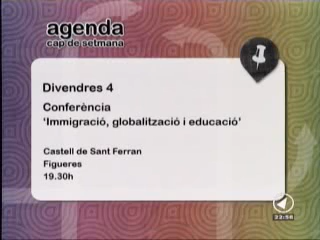 agenda
cap de setmana
Divendres 4
Conferència
'Immigració, globalització i educació'
Castell de Sant Ferran
Figueres
19.30h
22:56